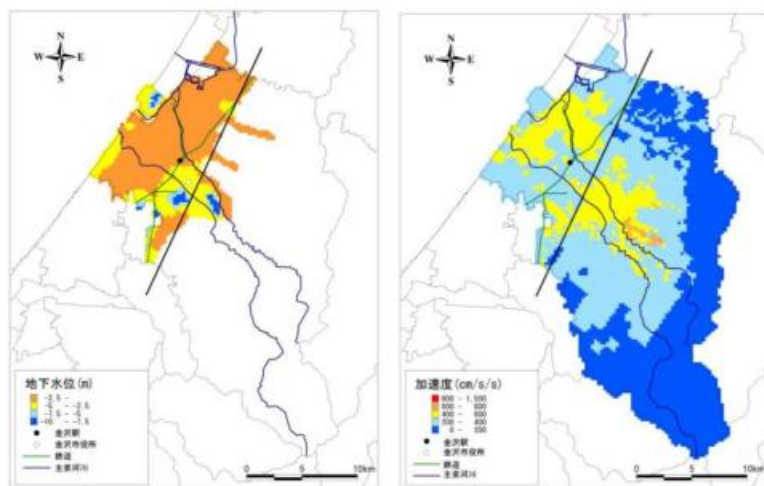 N
W E
S
地下水位(m)
-2.5 -
-5 - -2.5
-7.5 - -5
-10 - -7.5
金沢駅
金沢市役所
鉄道
主要河川
0 5 10km
N
W E
S
加速度(cm/s/s)
800 - 1,500
600 - 800
400 - 600
200 - 400
0 - 200
金沢駅
金沢市役所
鉄道
主要河川
0 5 10km